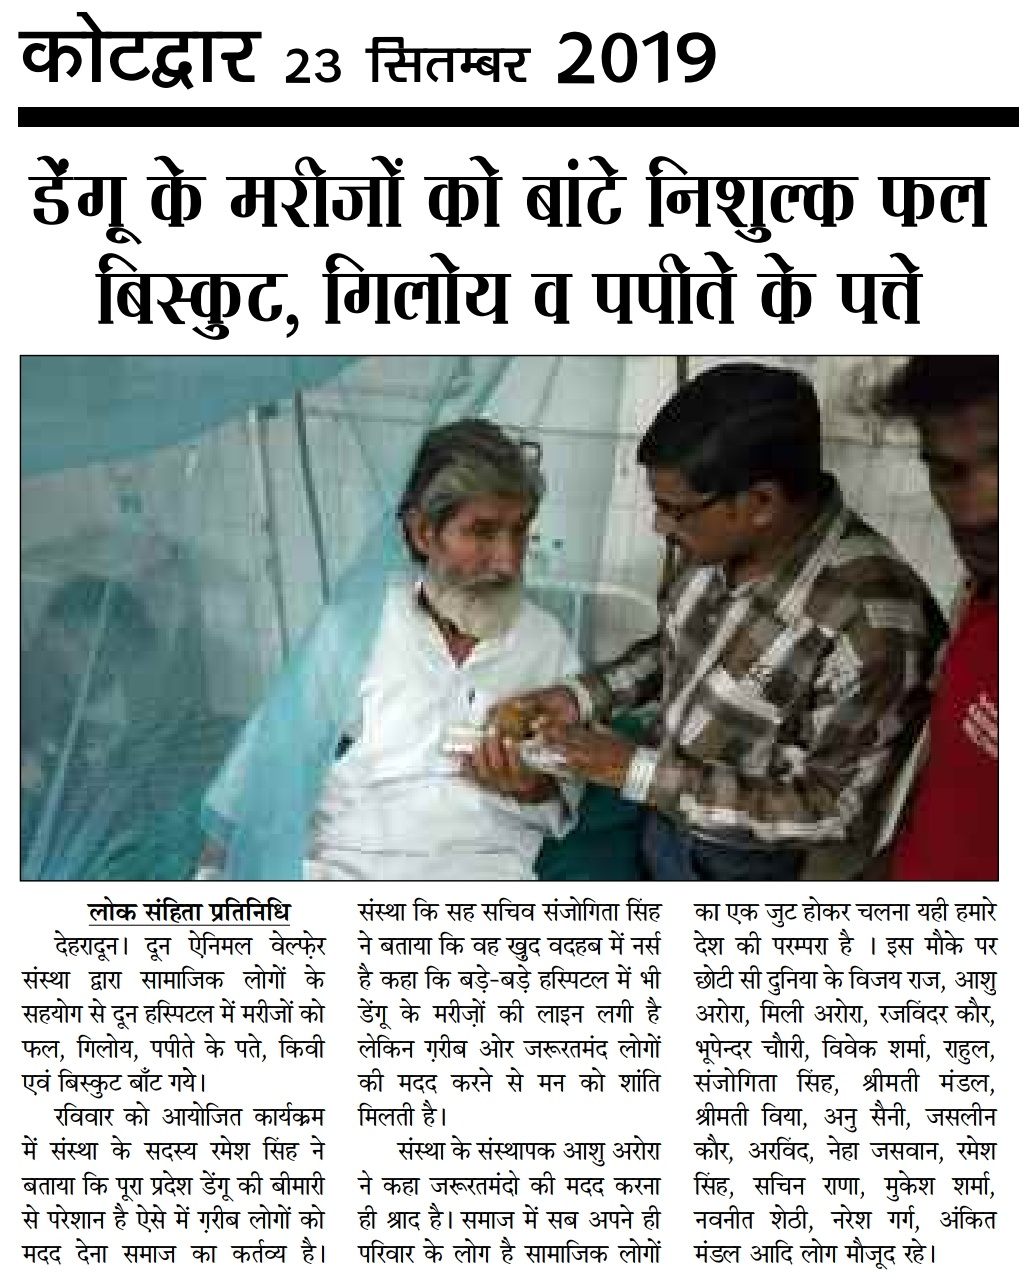 कोटद्वार 23 सितम्बर 2019
डेंगू के मरीजों को बांटे निशुल्क फल
बिस्कुट, गिलोय व पपीते के पत्ते
लोक संहिता प्रतिनिधि
देहरादून। दून ऐनिमल वेल्फ़ेर
संस्था द्वारा सामाजिक लोगों के
सहयोग से दून हस्पिटल में मरीजों को
फल, गिलोय, पपीते के पते, किवी
एवं बिस्कुट बाँट गये।
रविवार को आयोजित कार्यक्रम
में संस्था के सदस्य रमेश सिंह ने
बताया कि पूरा प्रदेश डेंगू की बीमारी
से परेशान है ऐसे में ग़रीब लोगों को
मदद देना समाज का कर्तव्य है।
संस्था कि सह सचिव संजोगिता सिंह
ने बताया कि वह खुद वदहब में नर्स
है कहा कि बड़े-बड़े हस्पिटल में भी
डेंगू के मरीज़ों की लाइन लगी है
लेकिन ग़रीब ओर जरूरतमंद लोगों
की मदद करने से मन को शांति
मिलती है।
संस्था के संस्थापक आशु अरोरा
ने कहा जरूरतमंदो की मदद करना
ही श्राद है। समाज में सब अपने ही
परिवार के लोग है सामाजिक लोगों
का एक जुट होकर चलना यही हमारे
देश की परम्परा है । इस मौके पर
छोटी सी दुनिया के विजय राज, आशु
अरोरा, मिली अरोरा, रजविंदर कौर,
भूपेन्दर चौारी, विवेक शर्मा, राहुल,
संजोगिता सिंह, श्रीमती मंडल,
श्रीमती विया, अनु सैनी, जसलीन
कौर, अरविंद, नेहा जसवान, रमेश
सिंह, सचिन राणा, मुकेश शर्मा,
नवनीत शेठी, नरेश गर्ग, अंकित
मंडल आदि लोग मौजूद रहे।